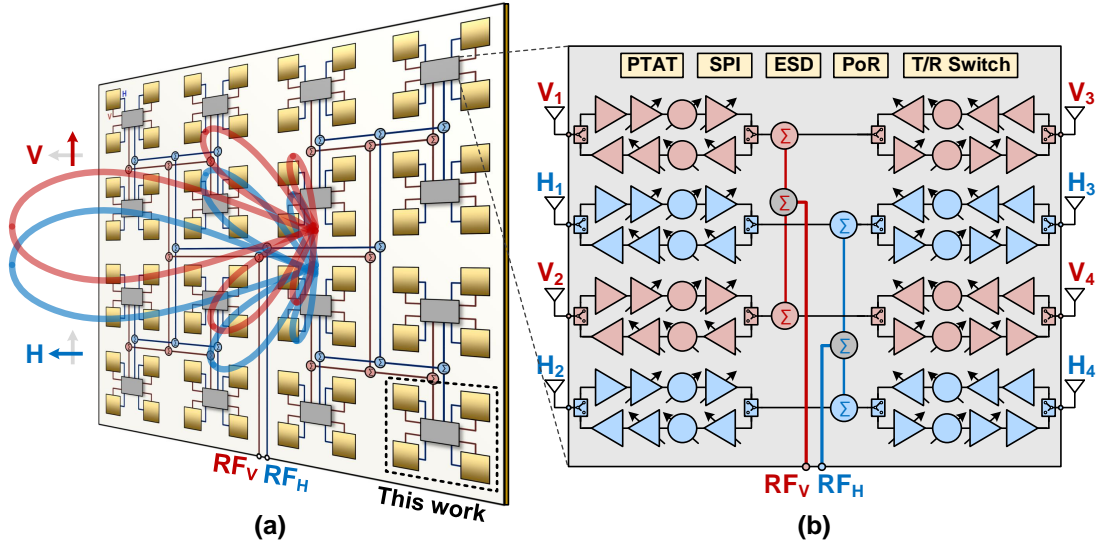 PTAT SPI ESD PoR T/R Switch
V1 V3
H1 H3
V2 V4
H2 H4
Σ
Σ
Σ
Σ
Σ
Σ
RFV RFH
H
V
V
H
RFV RFH
This work
(a) (b)